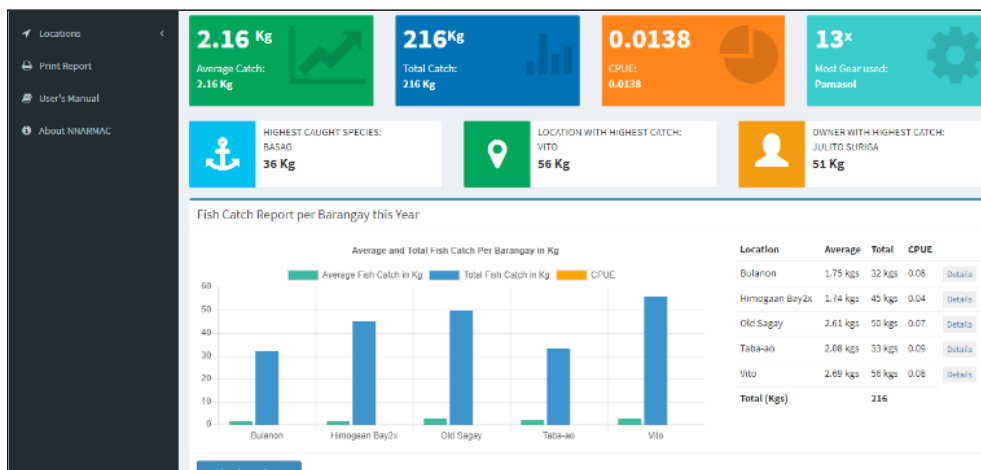 Locations
Print Report
User's Manual
About NNARMAC
2.16 Kg
Average Catch:
2.16 Kg
216Kg
Total Catch:
216 Kg
0.0138
CPUE:
0.0138
13x
Most Gear used:
Pamasol
HIGHEST CAUGHT SPECIES:
BASAG
36 Kg
LOCATION WITH HIGHEST CATCH:
VITO
56 Kg
OWNER WITH HIGHEST CATCH:
JULITO SURIGA
51 Kg
Fish Catch Report per Barangay this Year
Average and Total Fish Catch Per Barangay in Kg
Average Fish Catch in Kg Total Fish Catch in Kg CPUE
60
50
40
30
20
10
0
Bulanon Himogaan Bay2x Old Sagay Taba-ao Vito
Location Average Total CPUE
Bulanon 1.75 kgs 32 kgs 0.08 Details
Himogaan Bay2x 1.74 kgs 45 kgs 0.04 Details
Old Sagay 2.61 kgs 50 kgs 0.07 Details
Taba-ao 2.08 kgs 33 kgs 0.09 Details
Vito 2.69 kgs 56 kgs 0.06 Details
Total (Kgs) 216